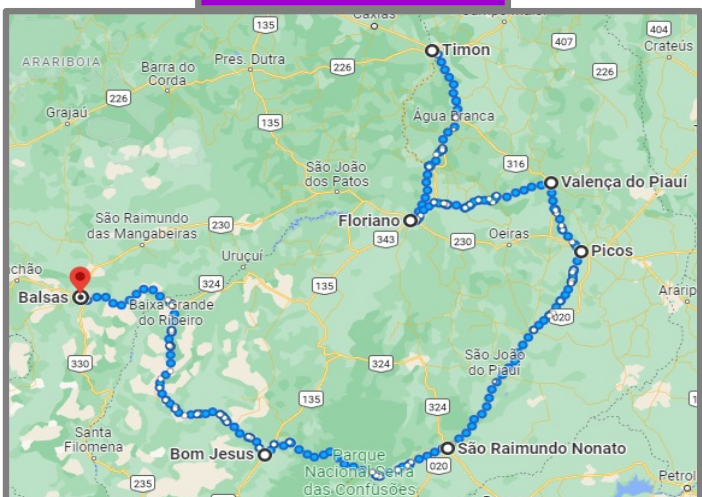 135
Timon
407
404
Crateús
ARARIBOIA
Barra do
Corda
Pres. Dutra
226
226
226
Grajaú
135
Água Branca
São João
dos Patos
316
Valença do Piauí
São Raimundo
das Mangabeiras
230
Floriano
343
230
Oeiras
Picos
Uruçuí
Balsas
324
135
Baixa Grande
do Ribeiro
020
330
324
São João
do Piauí
135
324
Santa
Filomena
Bom Jesus
Parque
Nacional Serra
das Confusões
020
São Raimundo Nonato
235